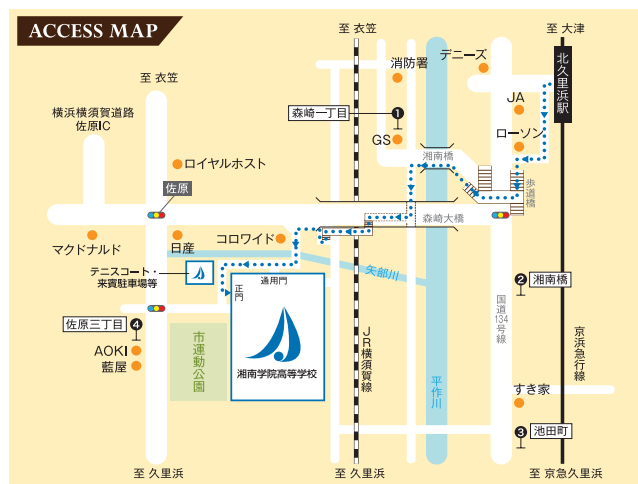 ACCESS MAP
至 衣笠
至 大津
至 衣笠
デニーズ
消防署
北久里浜駅
横浜横須賀道路
佐原IC
JA
森崎一丁目
1
GS
ローソン
湘南橋
ロイヤルホスト
佐原
歩道橋
森崎大橋
マクドナルド
日産
コロワイド
テニスコート・
来賓駐車場等
矢部川
通用門
正門
2
湘南橋
国道134号線
佐原三丁目
4
市運動公園
湘南学院高等学校
JR横須賀線
京浜急行線
AOKI
藍屋
平作川
すき家
3
池田町
至 久里浜
至 久里浜
至 京急久里浜